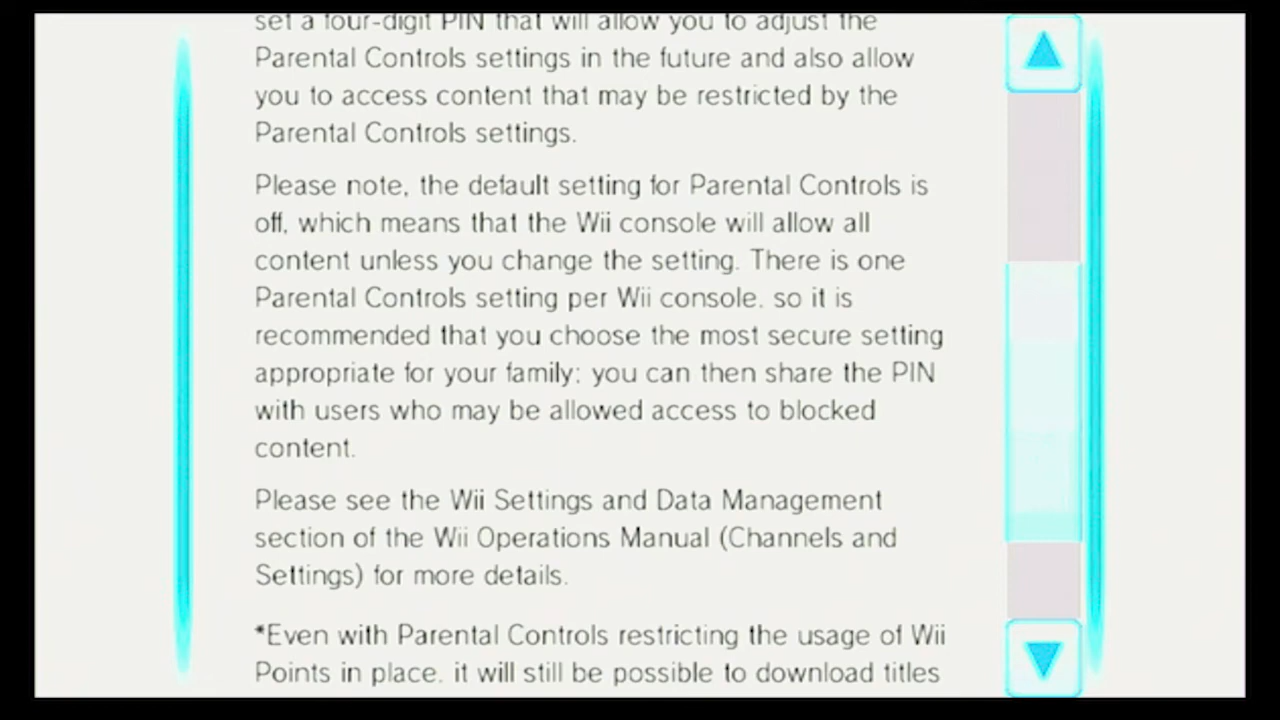 set a four-digit PIN that will allow you to adjust the
Parental Controls settings in the future and also allow
you to access content that may be restricted by the
Parental Controls settings.
Please note, the default setting for Parental Controls is
off, which means that the Wii console will allow all
content unless you change the setting. There is one
Parental Controls setting per Wii console, so it is
recommended that you choose the most secure setting
appropriate for your family; you can then share the PIN
with users who may be allowed access to blocked
content.
Please see the Wii Settings and Data Management
section of the Wii Operations Manual (Channels and
Settings) for more details.
*Even with Parental Controls restricting the usage of Wii
Points in place, it will still be possible to download titles